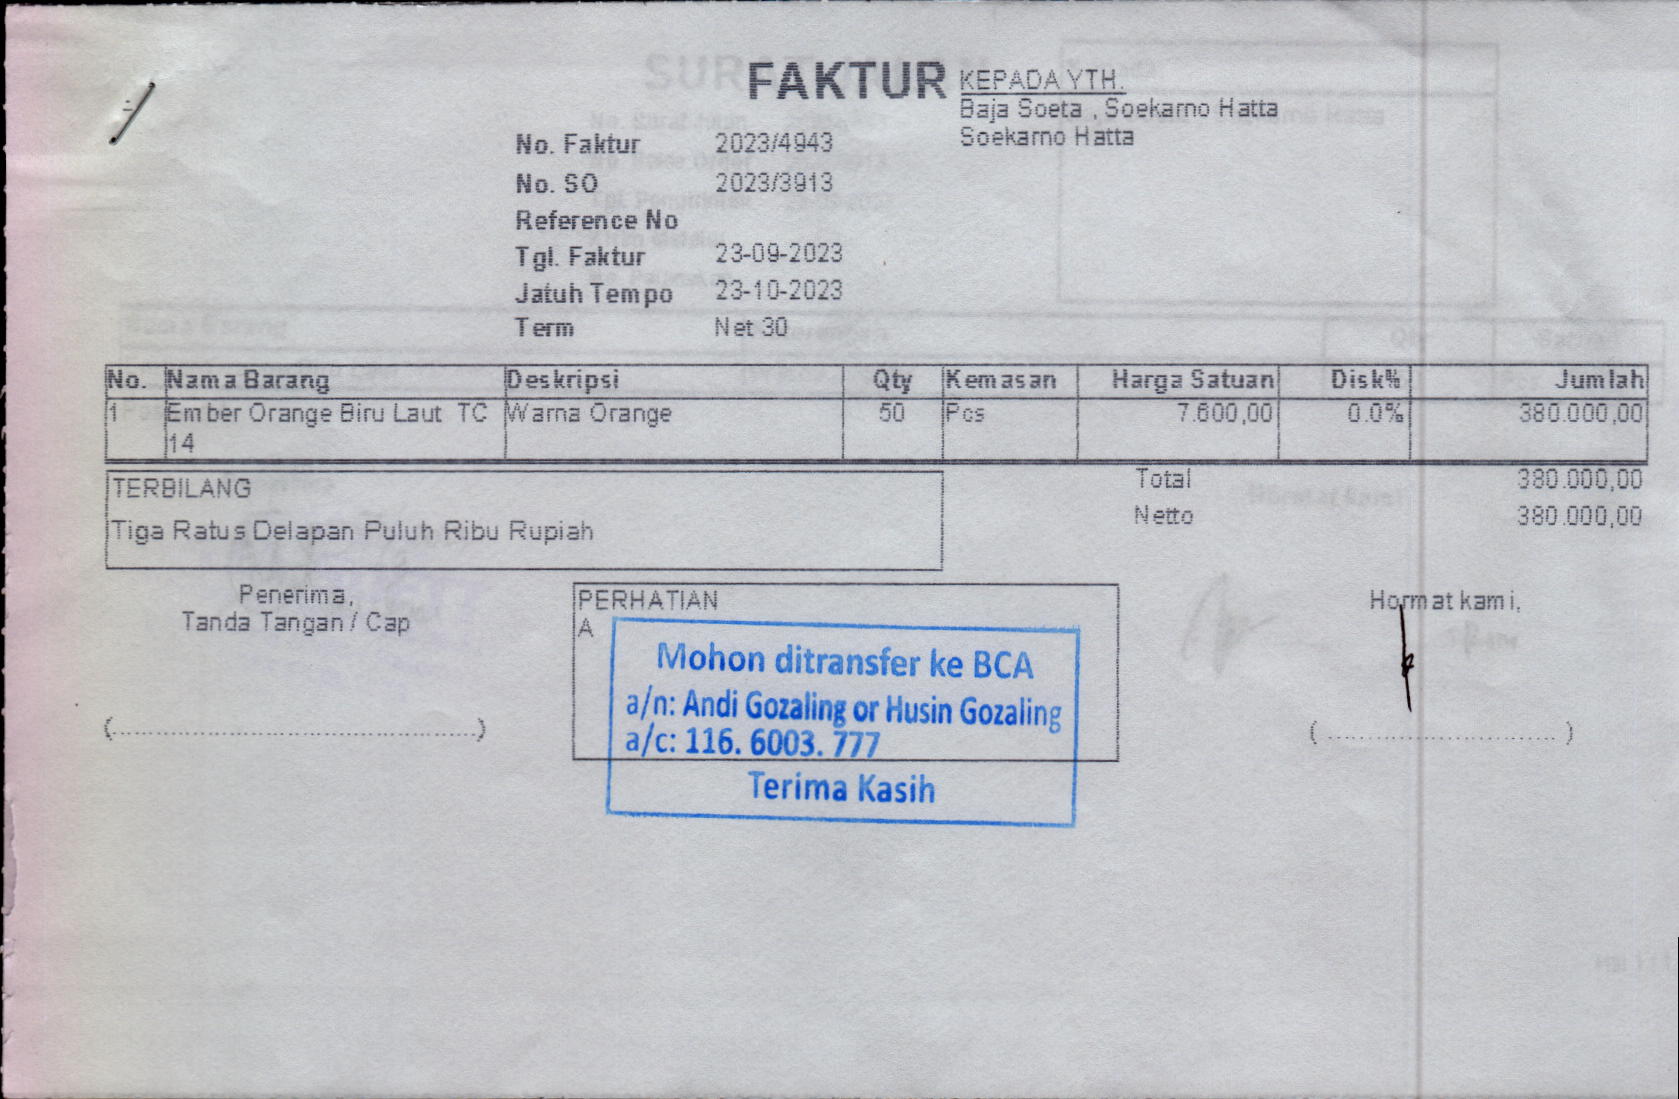 FAKTUR
KEPADA YTH.
Baja Soeta , Soekarno Hatta
Soekarno Hatta
No. Faktur 2023/4943
No. SO 2023/3913
Reference No
Tgl. Faktur 23-09-2023
Jatuh Tempo 23-10-2023
Term Net 30
No. Nama Barang Deskripsi Qty Kemasan Harga Satuan Disk% Jumlah
1 Ember Orange Biru Laut TC Warna Orange 50 Pcs 7.600,00 0.0% 380.000,00
14
TERBILANG
Tiga Ratus Delapan Puluh Ribu Rupiah
Total 380.000,00
Netto 380.000,00
Penerima,
Tanda Tangan / Cap
(................................................)
PERHATIAN
A
Mohon ditransfer ke BCA
a/n: Andi Gozaling or Husin Gozaling
a/c: 116. 6003. 777
Terima Kasih
Hormat kami,
(..............................)